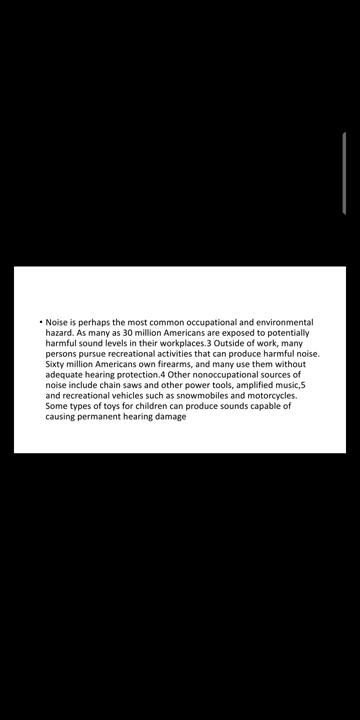 • Noise is perhaps the most common occupational and environmental
hazard. As many as 30 million Americans are exposed to potentially
harmful sound levels in their workplaces.3 Outside of work, many
persons pursue recreational activities that can produce harmful noise.
Sixty million Americans own firearms, and many use them without
adequate hearing protection.4 Other nonoccupational sources of
noise include chain saws and other power tools, amplified music,5
and recreational vehicles such as snowmobiles and motorcycles.
Some types of toys for children can produce sounds capable of
causing permanent hearing damage